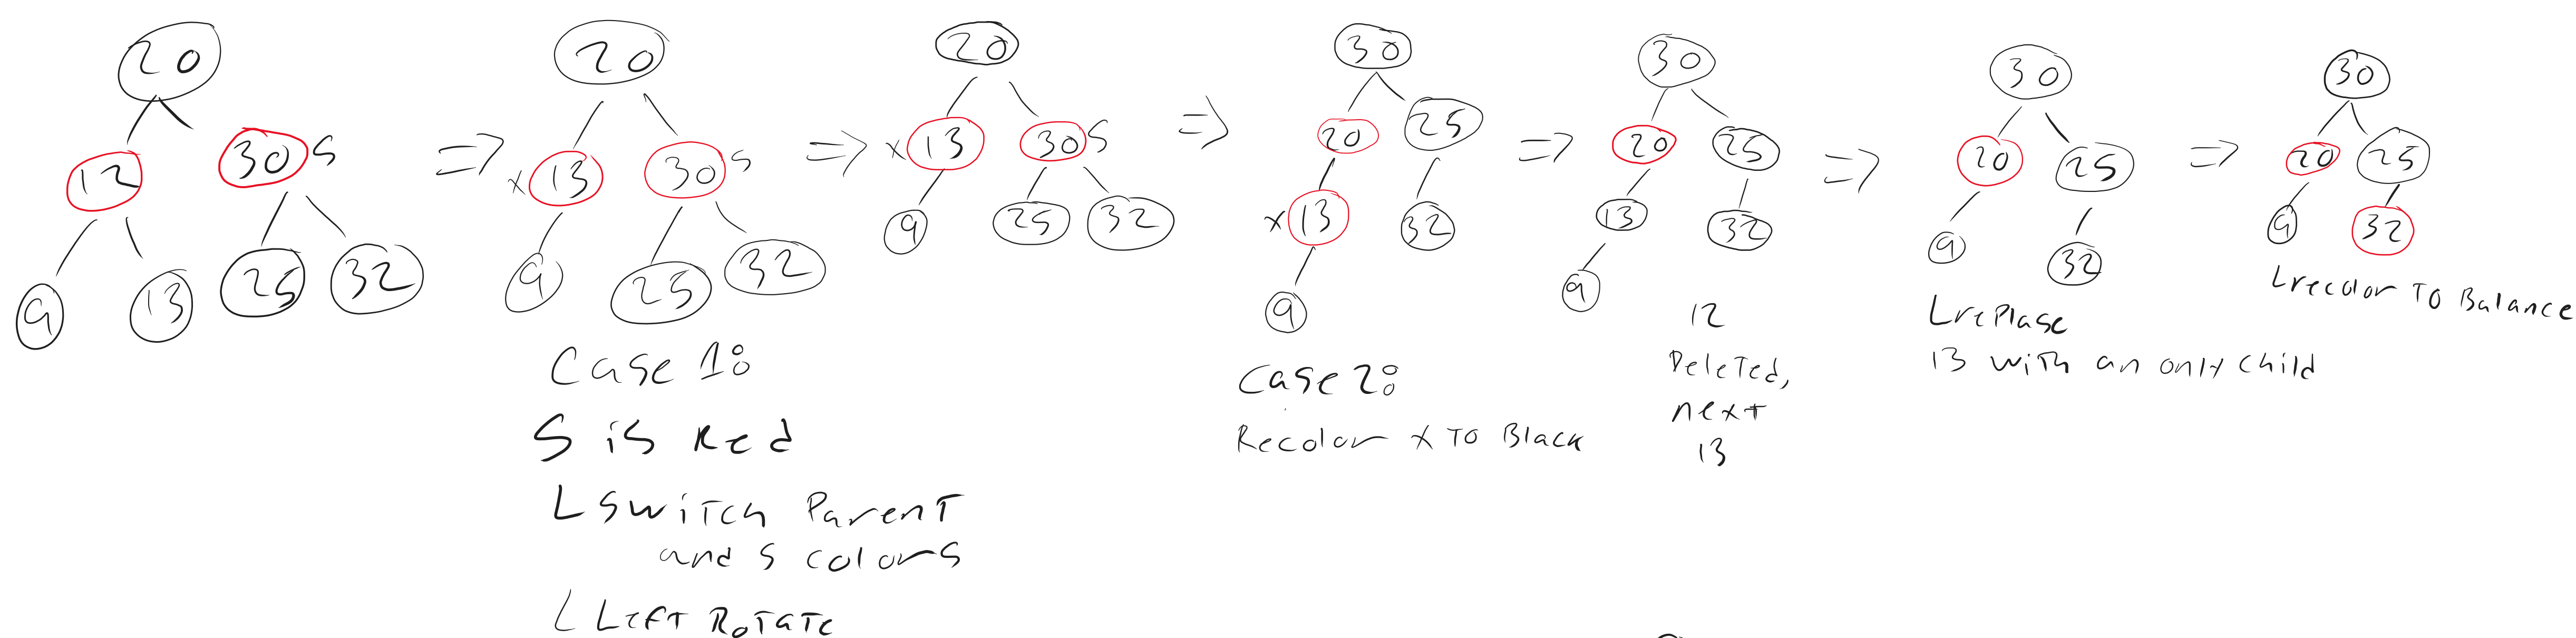 20
12
30 S
9
13
25
32
=>
20
x 13
30 S
9
25
32
Case 1:
S is Red
L switch Parent
and S colors
L Left Rotate
=>
20
x 13
30 S
9
25
32
=>
30
20
25
x 13
32
9
Case 2:
Recolor x To Black
=>
30
20
25
13
32
9
12
Deleted,
next
13
=>
30
20
25
9
32
L replase
13 with an only child
=>
30
20
25
9
32
L recolor To Balance